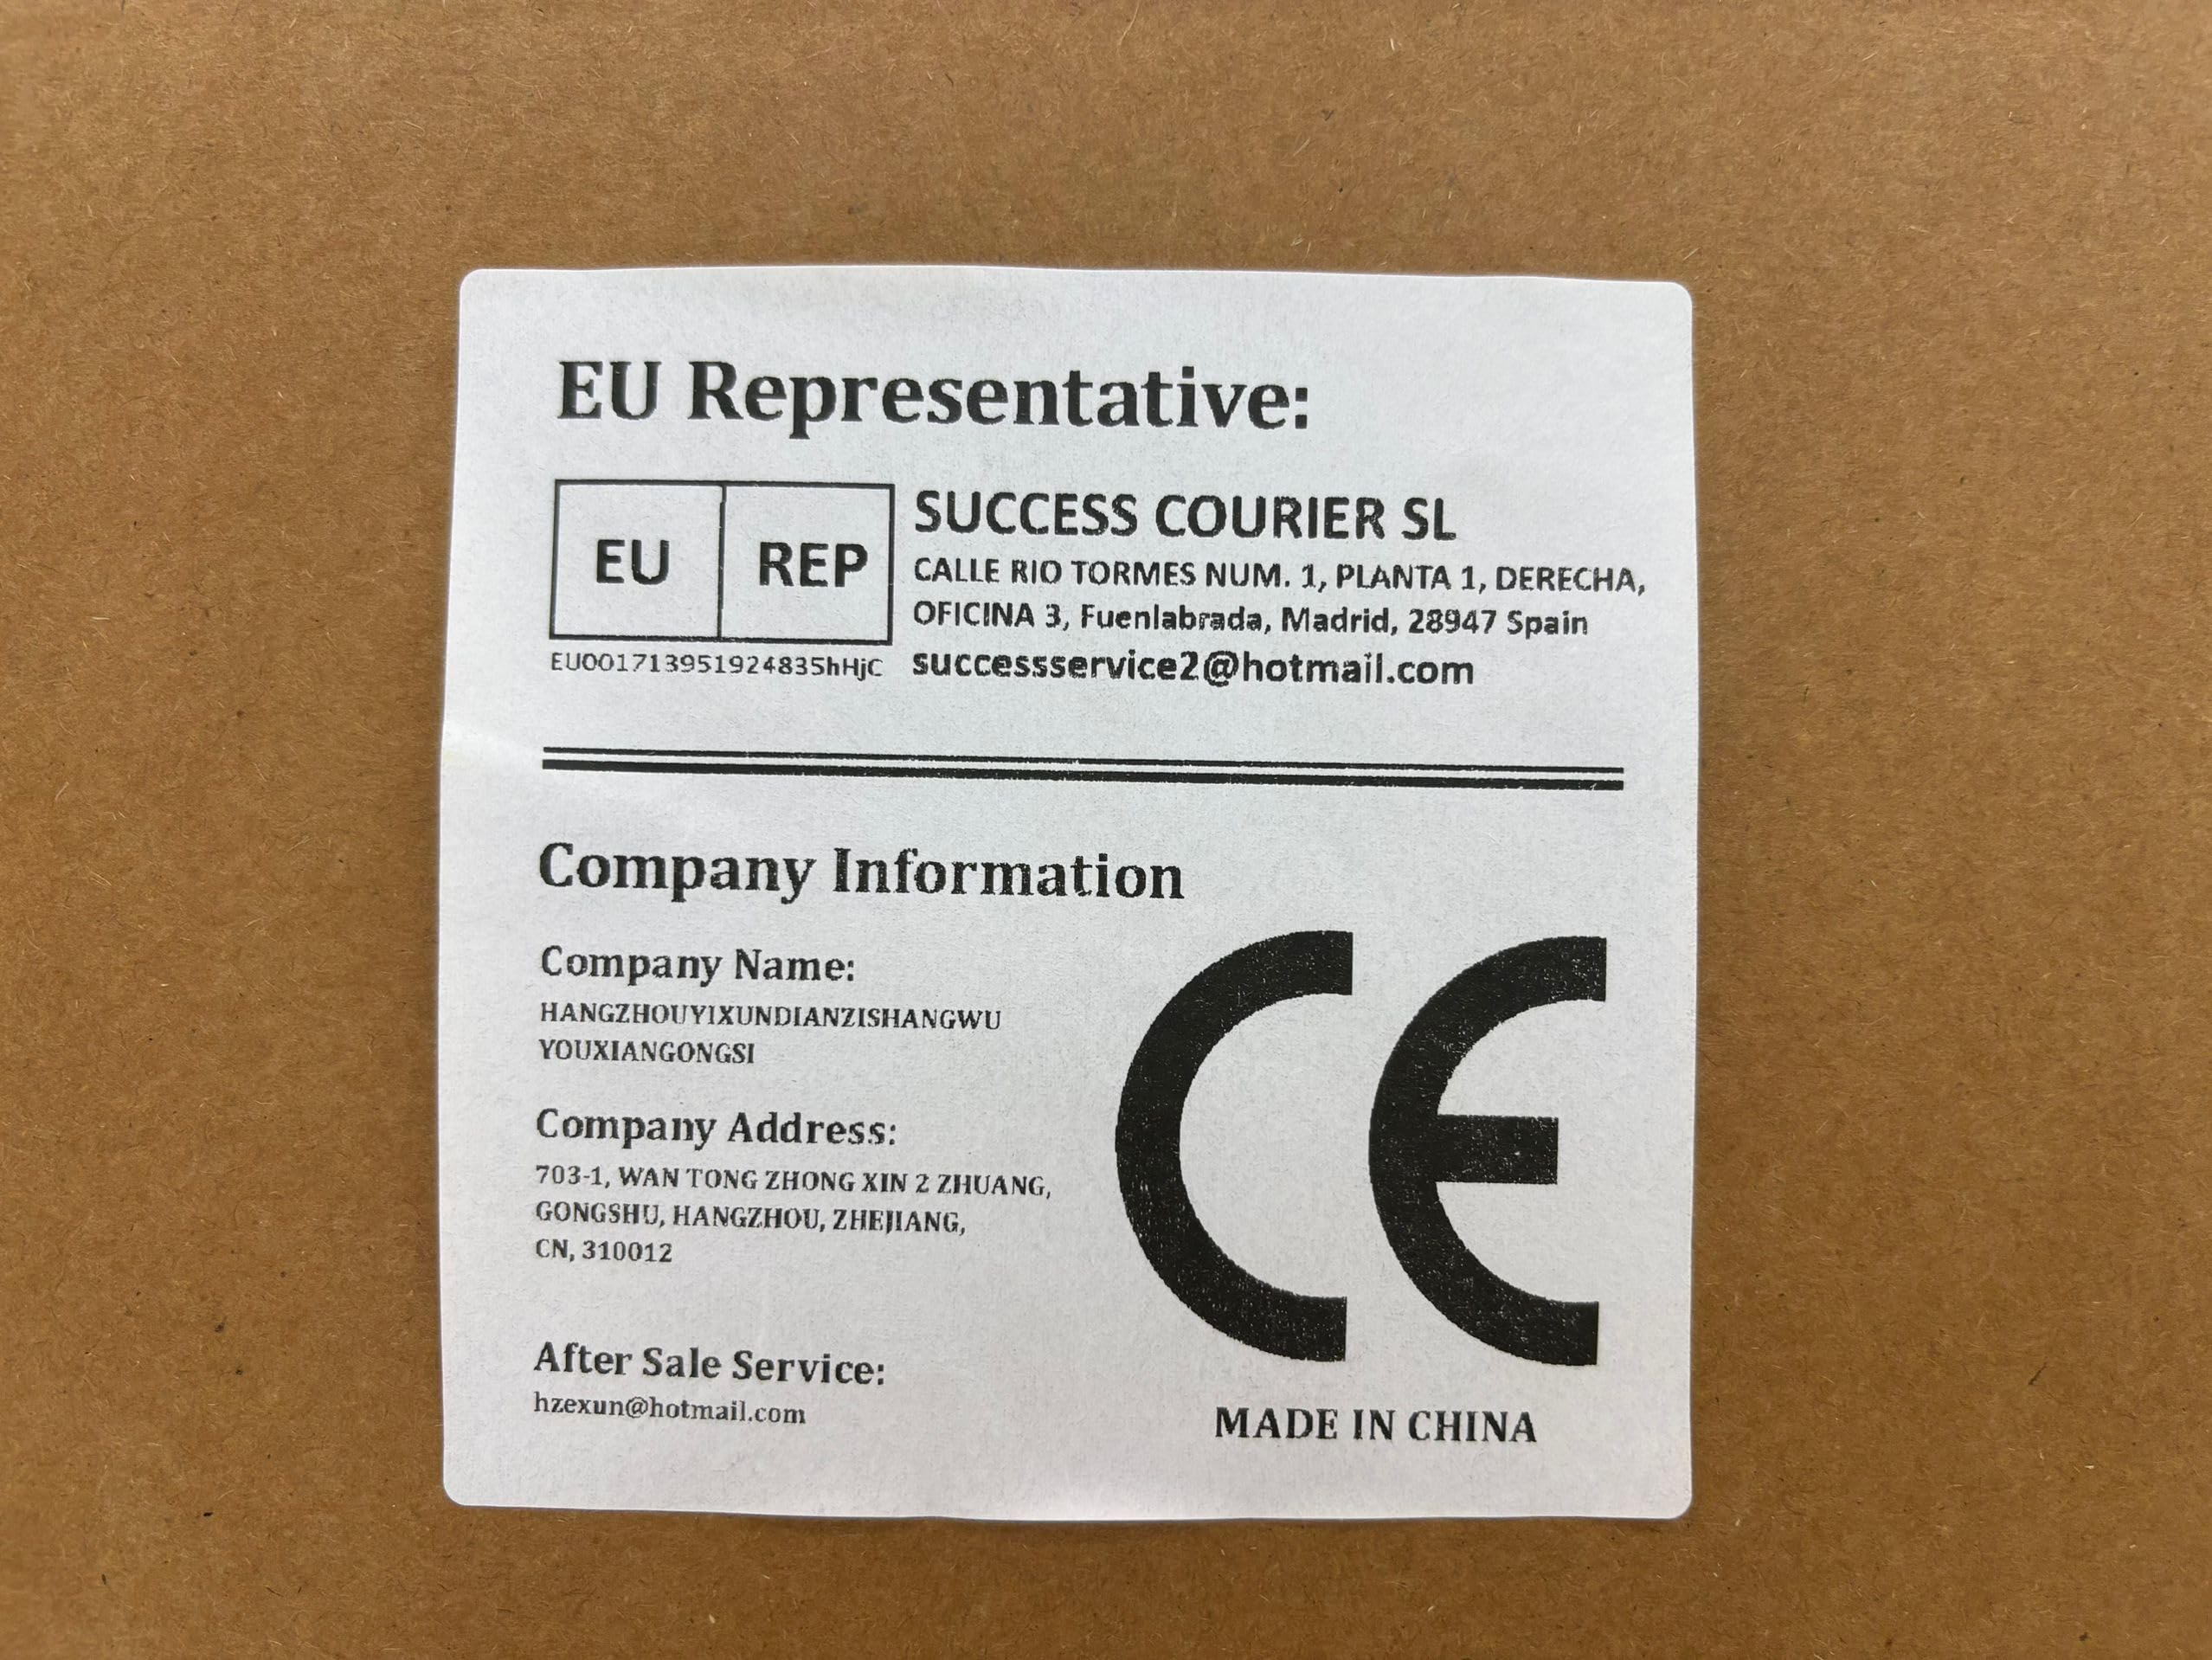 EU Representative:
EU REP
EU001713951924835hHjC
SUCCESS COURIER SL
CALLE RIO TORMES NUM. 1, PLANTA 1, DERECHA,
OFICINA 3, Fuenlabrada, Madrid, 28947 Spain
successservice2@hotmail.com
Company Information
Company Name:
HANGZHOUYIXUNDIANZISHANGWU
YOUXIANGONGSI
Company Address:
703-1, WAN TONG ZHONG XIN 2 ZHUANG,
GONGSHU, HANGZHOU, ZHEJIANG,
CN, 310012
After Sale Service:
hzexun@hotmail.com
CE
MADE IN CHINA